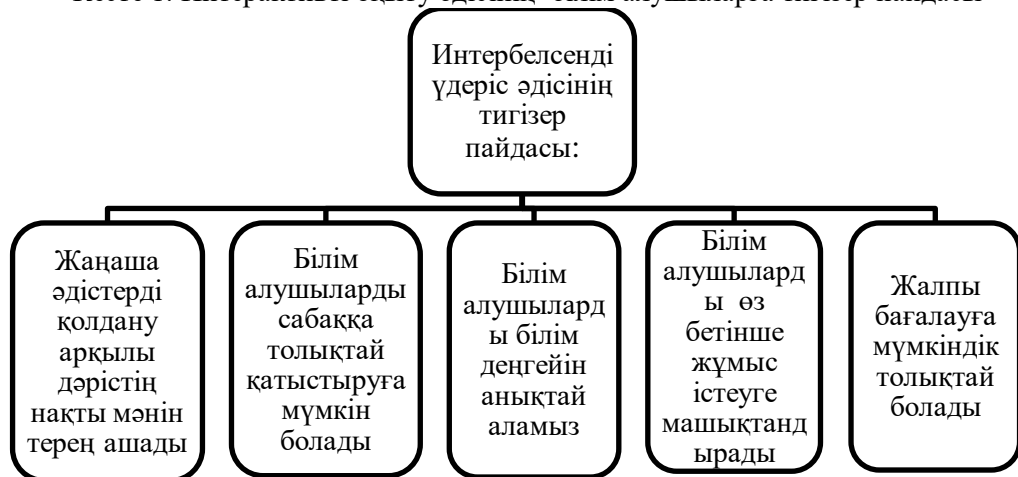 Интербелсенді
үдеріс әдісінің
тигізер
пайдасы:
Жаңаша
әдістерді
қолдану
арқылы
дәрістің
нақты мәнін
терең ашады
Білім
алушыларды
сабаққа
толықтай
қатыстыруға
мүмкін
болады
Білім
алушылард
ы білім
деңгейін
анықтай
аламыз
Білім
алушылард
ы өз
бетінше
жұмыс
істеуге
машықтанд
ырады
Жалпы
бағалауға
мүмкіндік
толықтай
болады